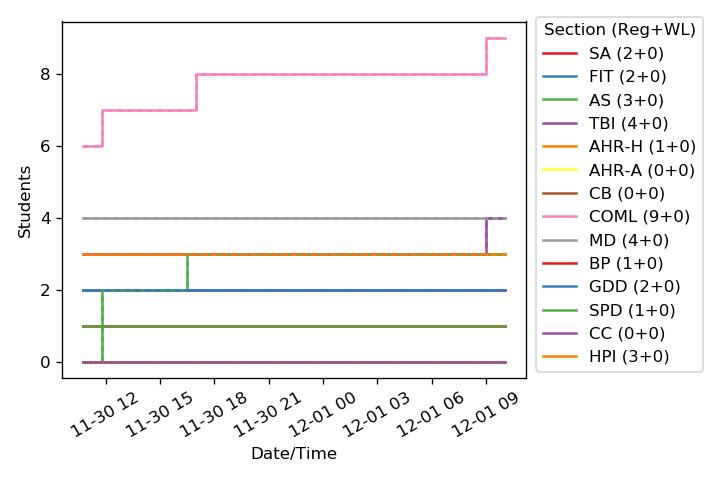 Section (Reg+WL)
SA (2+0)
FIT (2+0)
AS (3+0)
TBI (4+0)
AHR-H (1+0)
AHR-A (0+0)
CB (0+0)
COML (9+0)
MD (4+0)
BP (1+0)
GDD (2+0)
SPD (1+0)
CC (0+0)
HPI (3+0)
Students
8
6
4
2
0
11-30 12
11-30 15
11-30 18
11-30 21
12-01 00
12-01 03
12-01 06
12-01 09
Date/Time